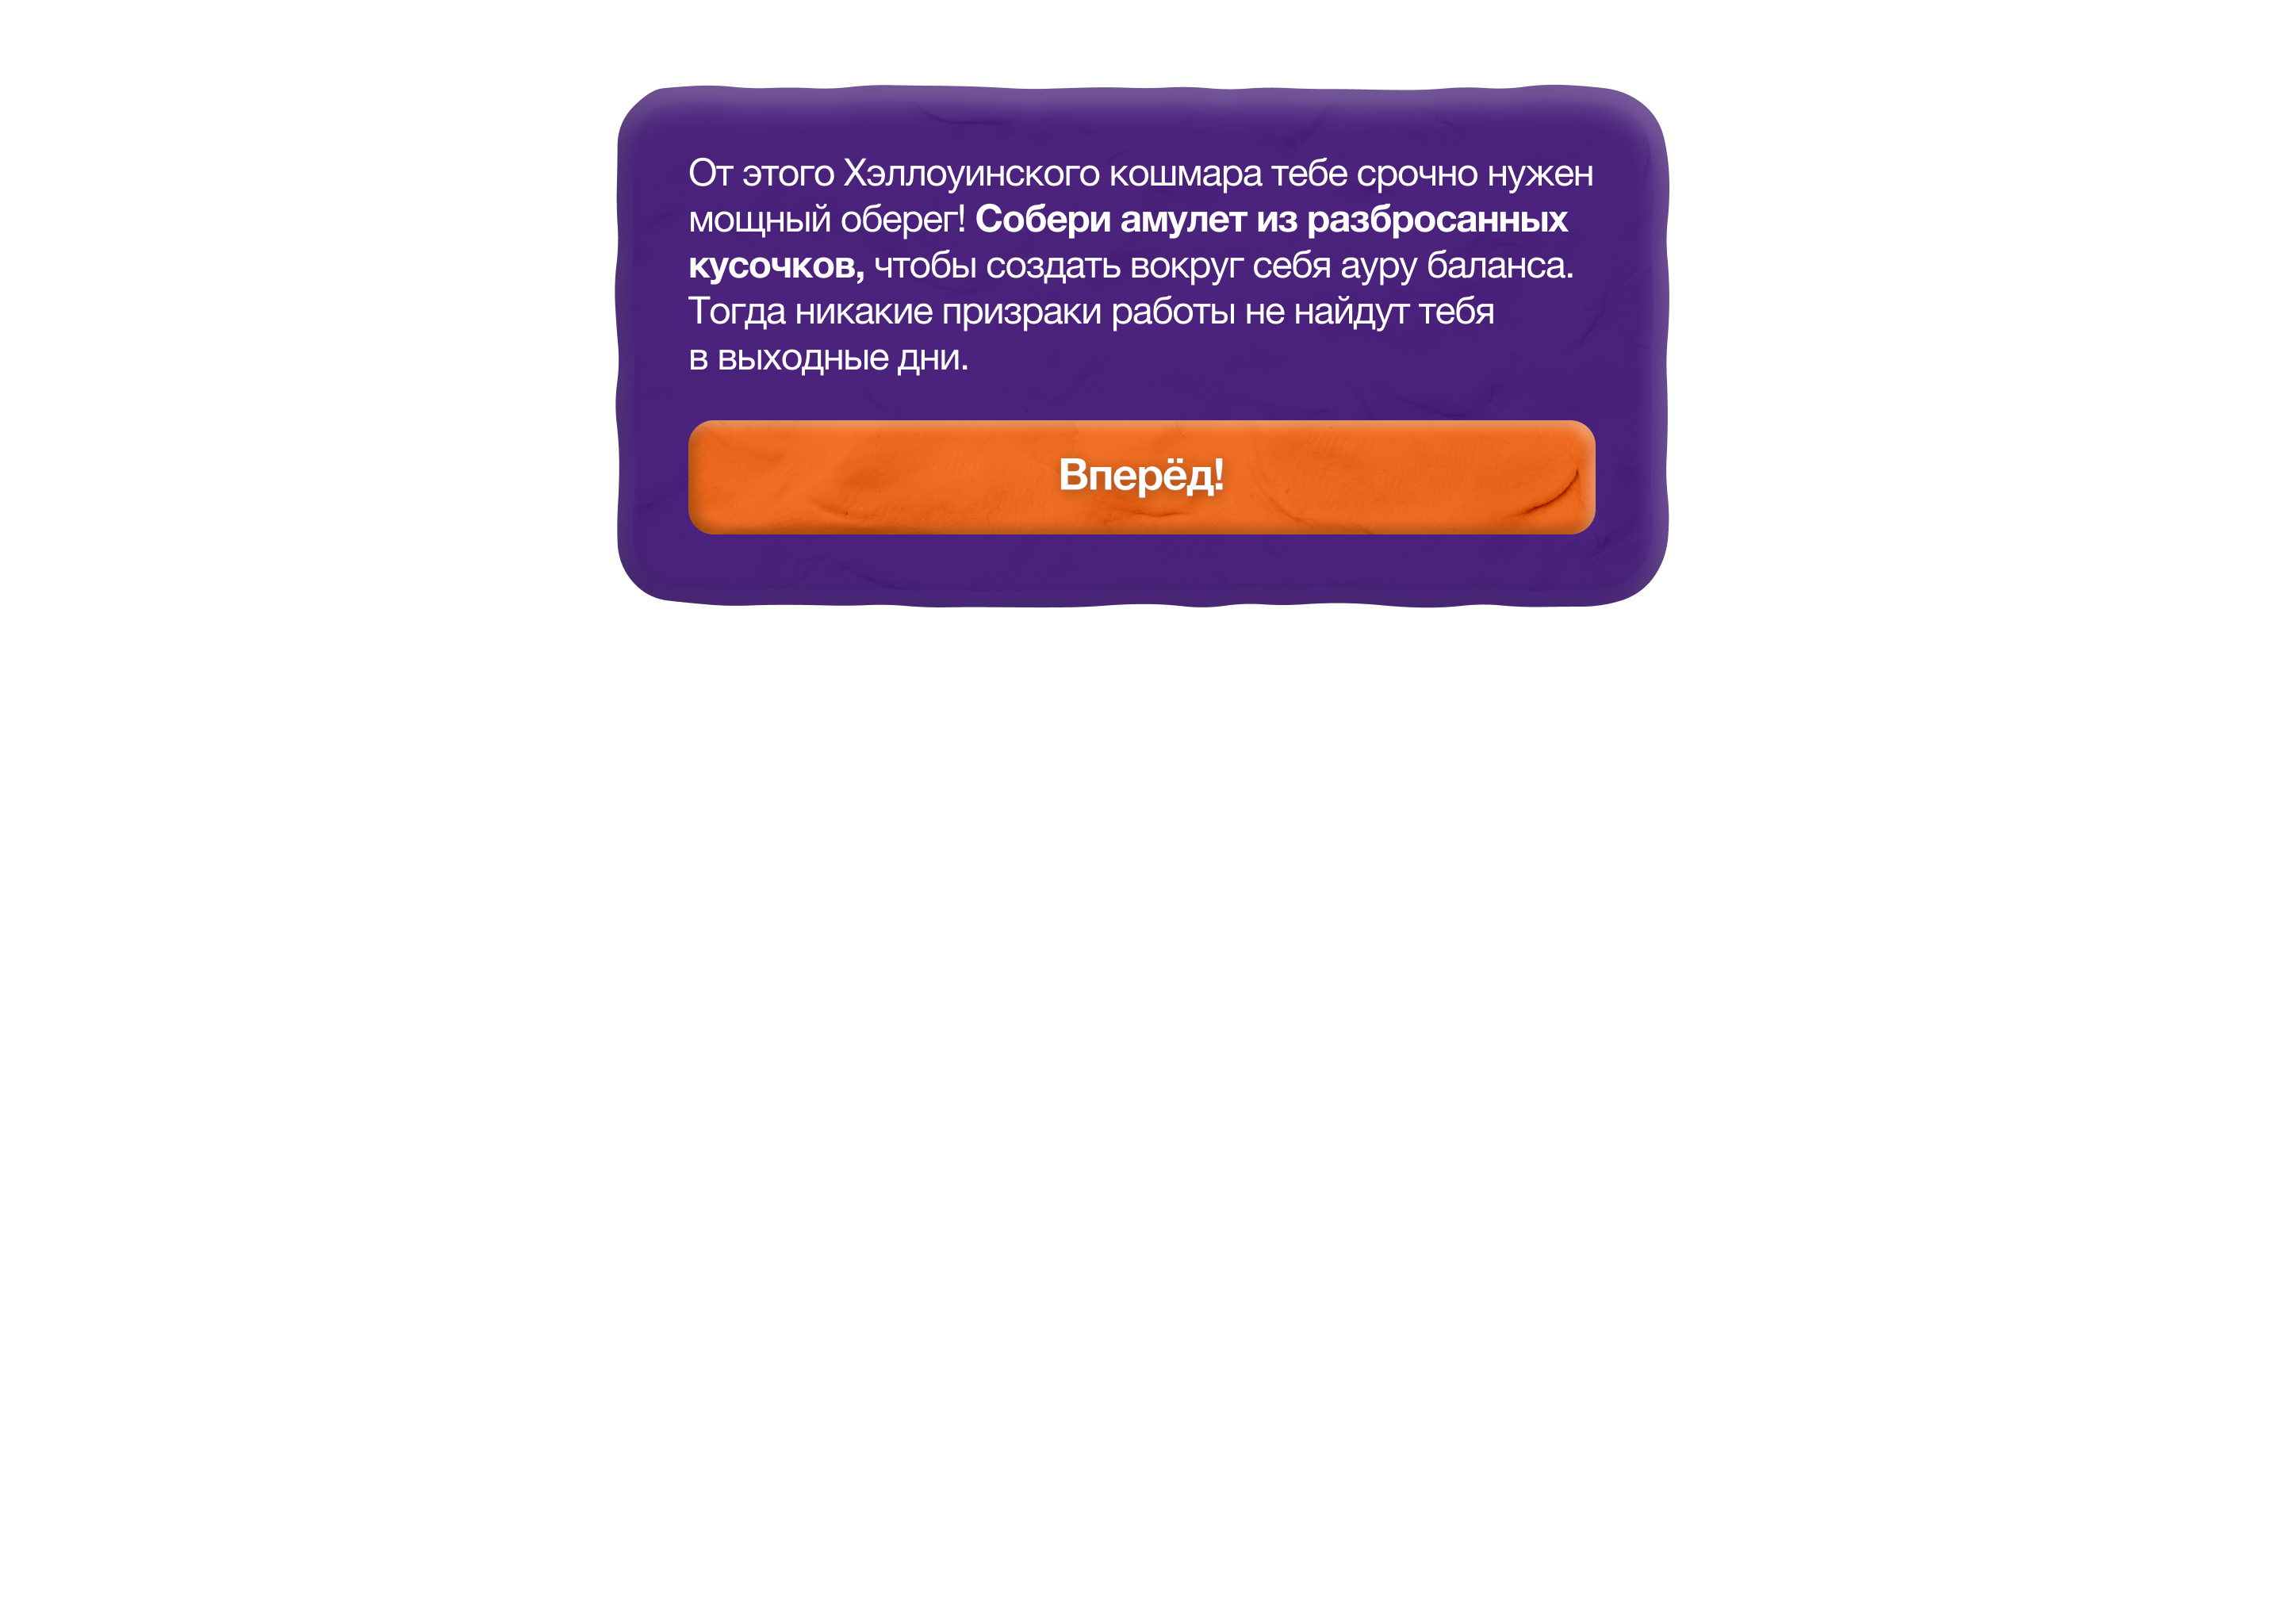 От этого Хэллоуинского кошмара тебе срочно нужен
мощный оберег! Собери амулет из разбросанных
кусочков, чтобы создать вокруг себя ауру баланса.
Тогда никакие призраки работы не найдут тебя
в выходные дни.
Вперёд!